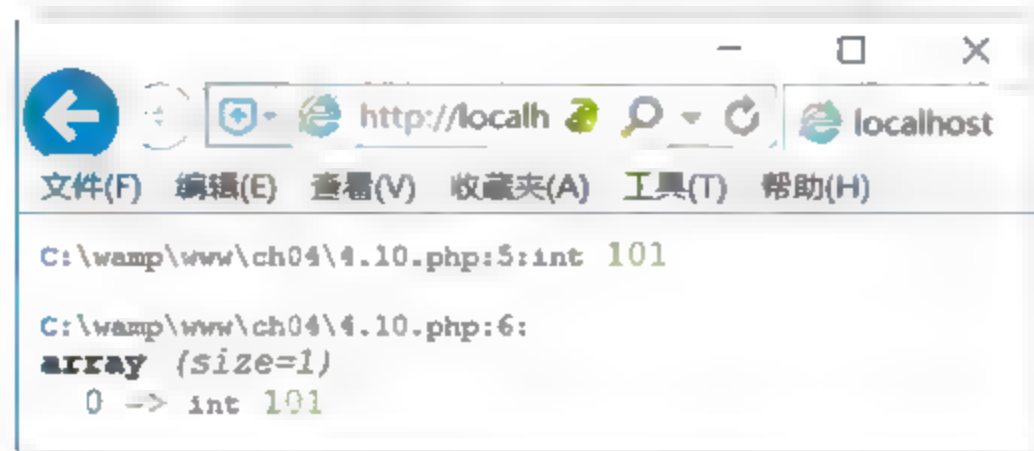 http://localh
localhost
文件(F) 编辑(E) 查看(V) 收藏夹(A) 工具(T) 帮助(H)
C:\wamp\www\ch04\4.10.php:5:int 101
C:\wamp\www\ch04\4.10.php:6:
array (size=1)
0 => int 101